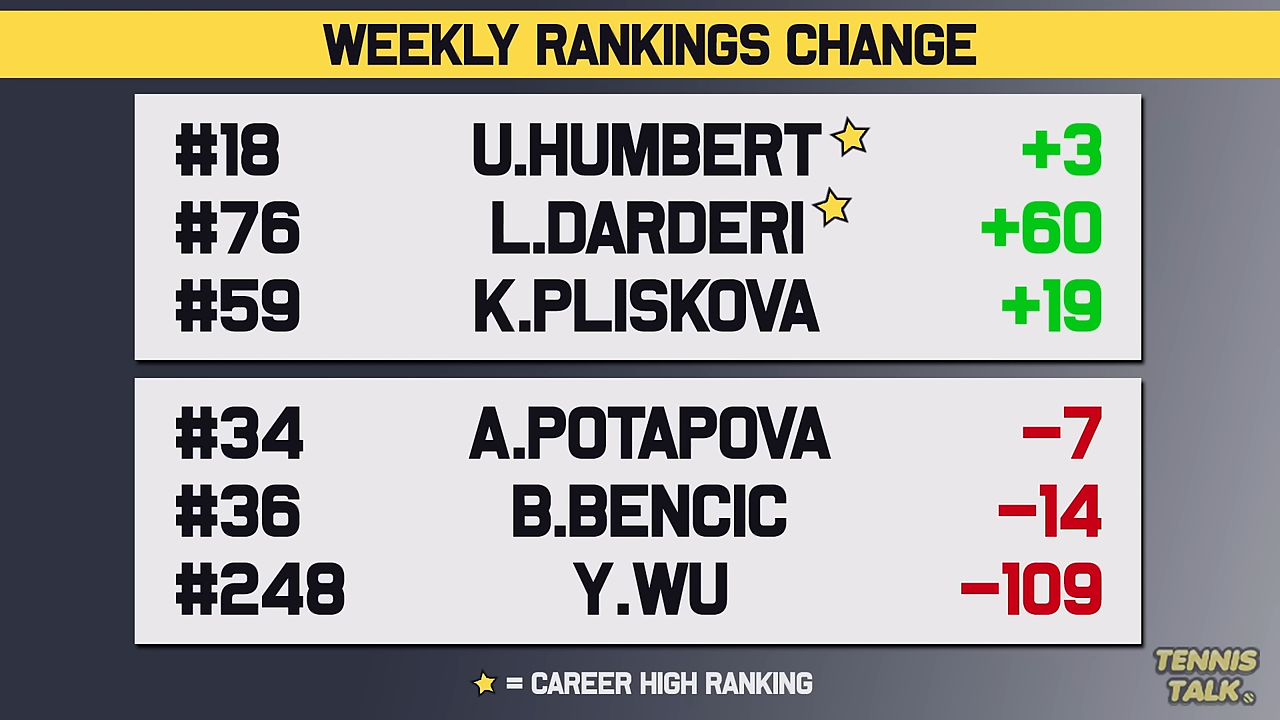 WEEKLY RANKINGS CHANGE
#18 U.HUMBERT +3
#76 L.DARDERI +60
#59 K.PLISKOVA +19
#34 A.POTAPOVA -7
#36 B.BENCIC -14
#248 Y.WU -109
= CAREER HIGH RANKING
TENNIS
TALK